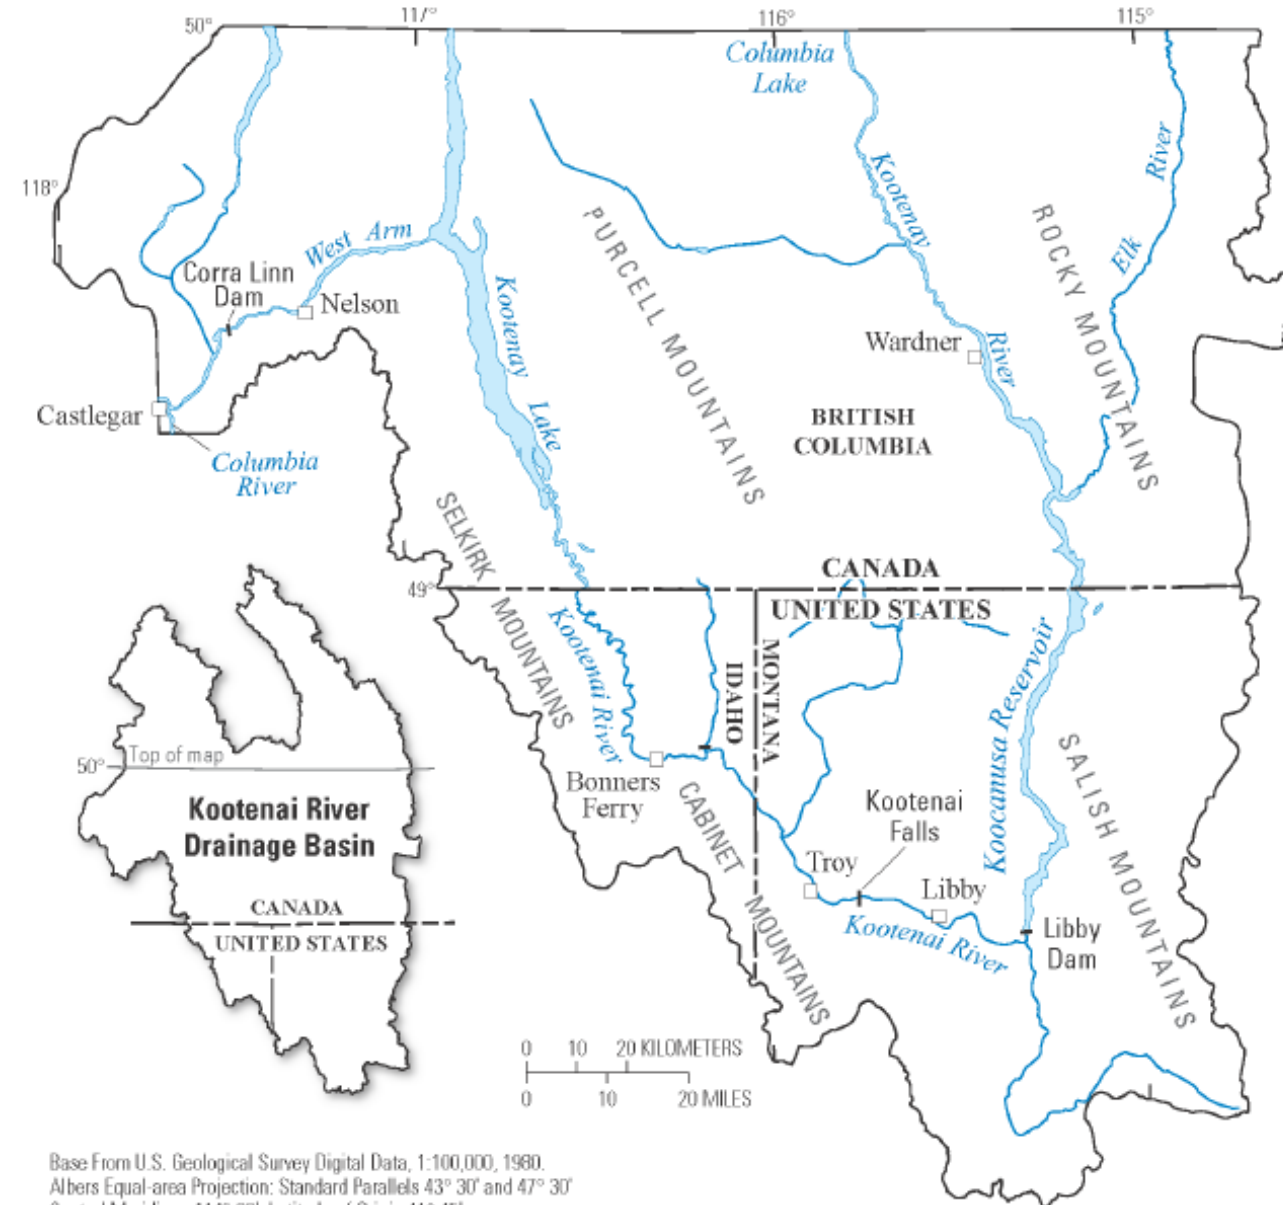 50°
117°
116°
115°
Columbia
Lake
118°
Kootenay
River
Elk
River
West Arm
Corra Linn
Dam
Nelson
Kootenay
Lake
PURCELL MOUNTAINS
ROCKY MOUNTAINS
Wardner
Castlegar
BRITISH
COLUMBIA
Columbia
River
SELKIRK
MOUNTAINS
49°
CANADA
UNITED STATES
Kootenai River
IDAHO
MONTANA
Koocanusa Reservoir
SALISH MOUNTAINS
Bonners
Ferry
CABINET
MOUNTAINS
Kootenai
Falls
Troy
Libby
Kootenai River
Libby
Dam
Top of map
50°
Kootenai River
Drainage Basin
CANADA
UNITED STATES
0 10 20 KILOMETERS
0 10 20 MILES
Base From U.S. Geological Survey Digital Data, 1:100,000, 1980.
Albers Equal-area Projection: Standard Parallels 43° 30' and 47° 30'